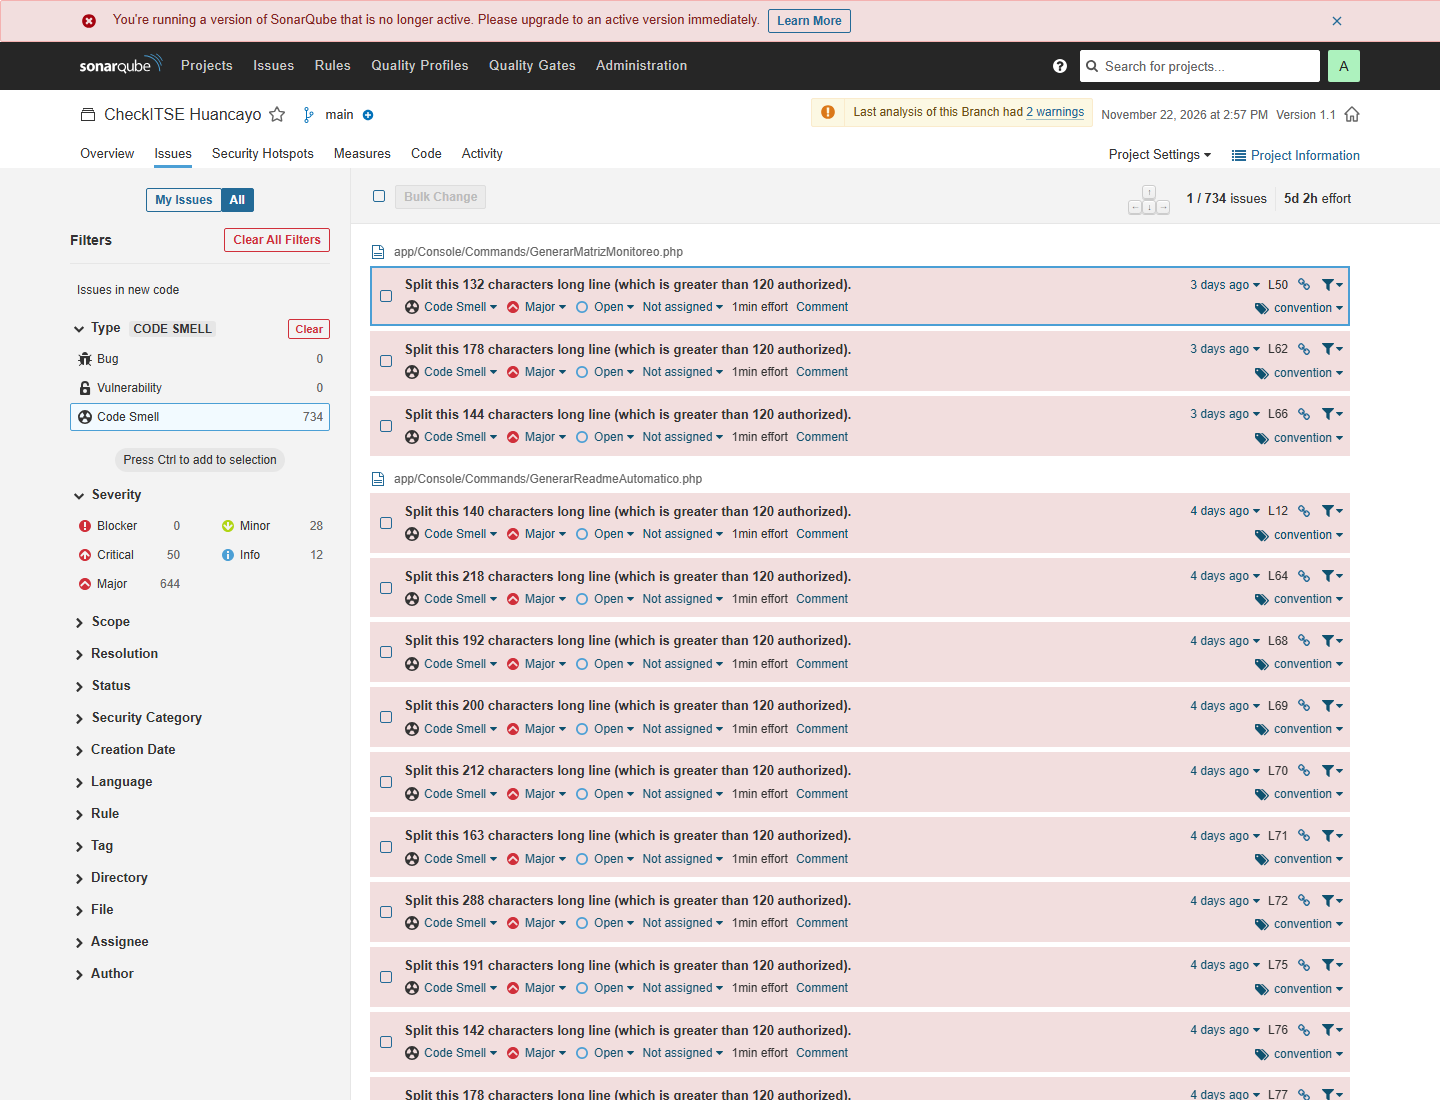 You're running a version of SonarQube that is no longer active. Please upgrade to an active version immediately. Learn More
sonarqube Projects Issues Rules Quality Profiles Quality Gates Administration Search for projects... A
CheckITSE Huancayo main Last analysis of this Branch had 2 warnings November 22, 2026 at 2:57 PM Version 1.1
Overview Issues Security Hotspots Measures Code Activity Project Settings Project Information
My Issues All
Bulk Change 1 / 734 issues 5d 2h effort
Filters Clear All Filters
Issues in new code
Type CODE SMELL Clear
Bug 0
Vulnerability 0
Code Smell 734
Press Ctrl to add to selection
Severity
Blocker 0 Minor 28
Critical 50 Info 12
Major 644
Scope
Resolution
Status
Security Category
Creation Date
Language
Rule
Tag
Directory
File
Assignee
Author
app/Console/Commands/GenerarMatrizMonitoreo.php
Split this 132 characters long line (which is greater than 120 authorized). 3 days ago L50
Code Smell Major Open Not assigned 1min effort Comment convention
Split this 178 characters long line (which is greater than 120 authorized). 3 days ago L62
Code Smell Major Open Not assigned 1min effort Comment convention
Split this 144 characters long line (which is greater than 120 authorized). 3 days ago L66
Code Smell Major Open Not assigned 1min effort Comment convention
app/Console/Commands/GenerarReadmeAutomatico.php
Split this 140 characters long line (which is greater than 120 authorized). 4 days ago L12
Code Smell Major Open Not assigned 1min effort Comment convention
Split this 218 characters long line (which is greater than 120 authorized). 4 days ago L64
Code Smell Major Open Not assigned 1min effort Comment convention
Split this 192 characters long line (which is greater than 120 authorized). 4 days ago L68
Code Smell Major Open Not assigned 1min effort Comment convention
Split this 200 characters long line (which is greater than 120 authorized). 4 days ago L69
Code Smell Major Open Not assigned 1min effort Comment convention
Split this 212 characters long line (which is greater than 120 authorized). 4 days ago L70
Code Smell Major Open Not assigned 1min effort Comment convention
Split this 163 characters long line (which is greater than 120 authorized). 4 days ago L71
Code Smell Major Open Not assigned 1min effort Comment convention
Split this 288 characters long line (which is greater than 120 authorized). 4 days ago L72
Code Smell Major Open Not assigned 1min effort Comment convention
Split this 191 characters long line (which is greater than 120 authorized). 4 days ago L75
Code Smell Major Open Not assigned 1min effort Comment convention
Split this 142 characters long line (which is greater than 120 authorized). 4 days ago L76
Code Smell Major Open Not assigned 1min effort Comment convention
Split this 178 characters long line (which is greater than 120 authorized). 4 days ago L77